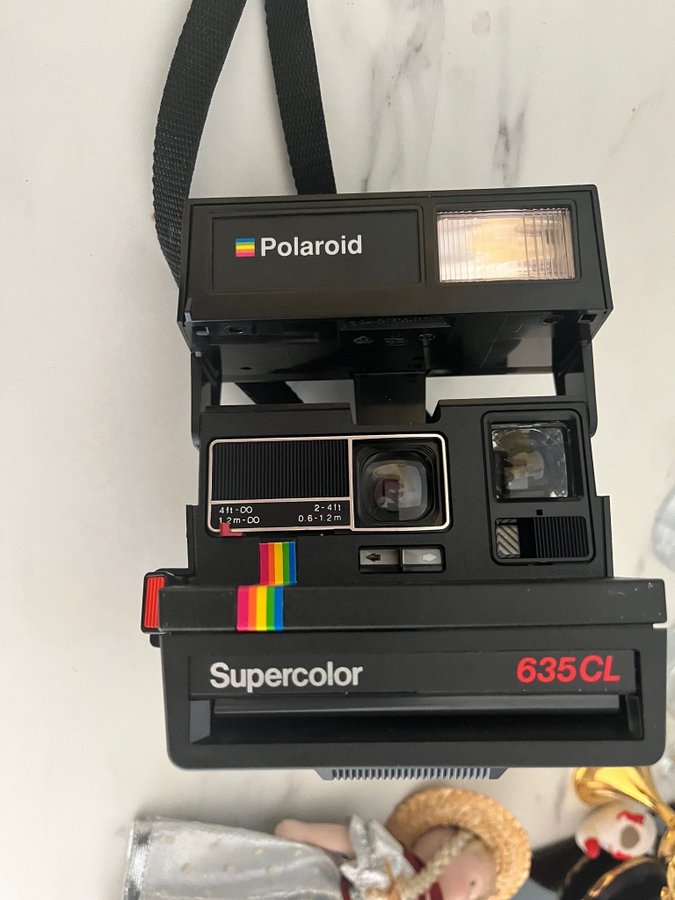 Polaroid
4ft-∞ 2-4ft
1.2m-∞ 0.6-1.2m
Supercolor 635CL